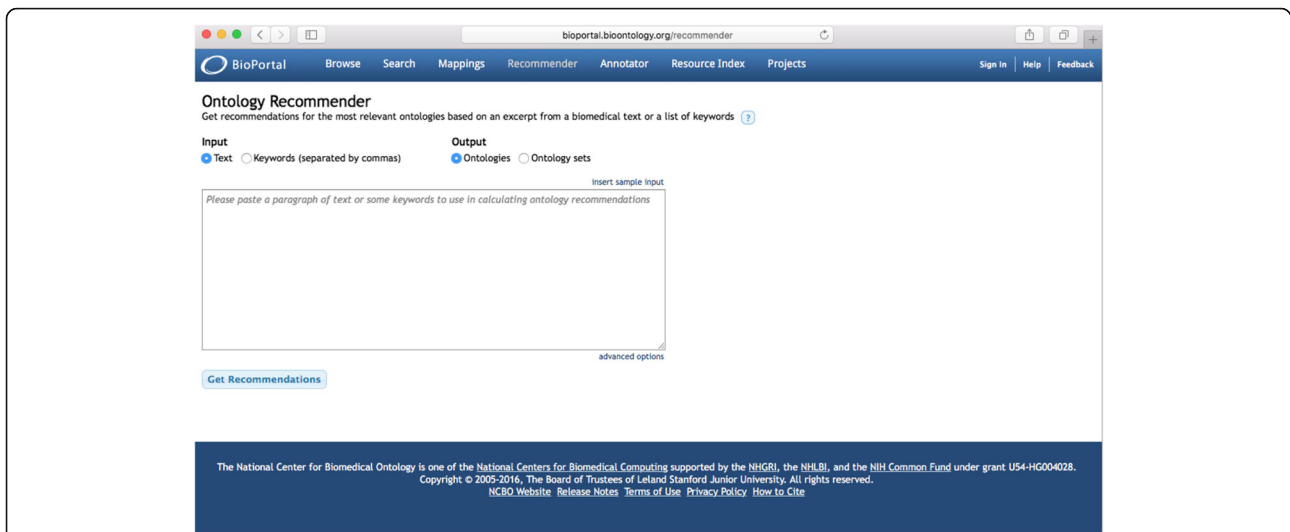 bioportal.bioontology.org/recommender
BioPortal Browse Search Mappings Recommender Annotator Resource Index Projects Sign In Help Feedback
Ontology Recommender
Get recommendations for the most relevant ontologies based on an excerpt from a biomedical text or a list of keywords ?
Input Output
Text Keywords (separated by commas) Ontologies Ontology sets
insert sample input
Please paste a paragraph of text or some keywords to use in calculating ontology recommendations
advanced options
Get Recommendations
The National Center for Biomedical Ontology is one of the National Centers for Biomedical Computing supported by the NHGRI, the NHLBI, and the NIH Common Fund under grant U54-HG004028.
Copyright © 2005-2016, The Board of Trustees of Leland Stanford Junior University. All rights reserved.
NCBO Website Release Notes Terms of Use Privacy Policy How to Cite